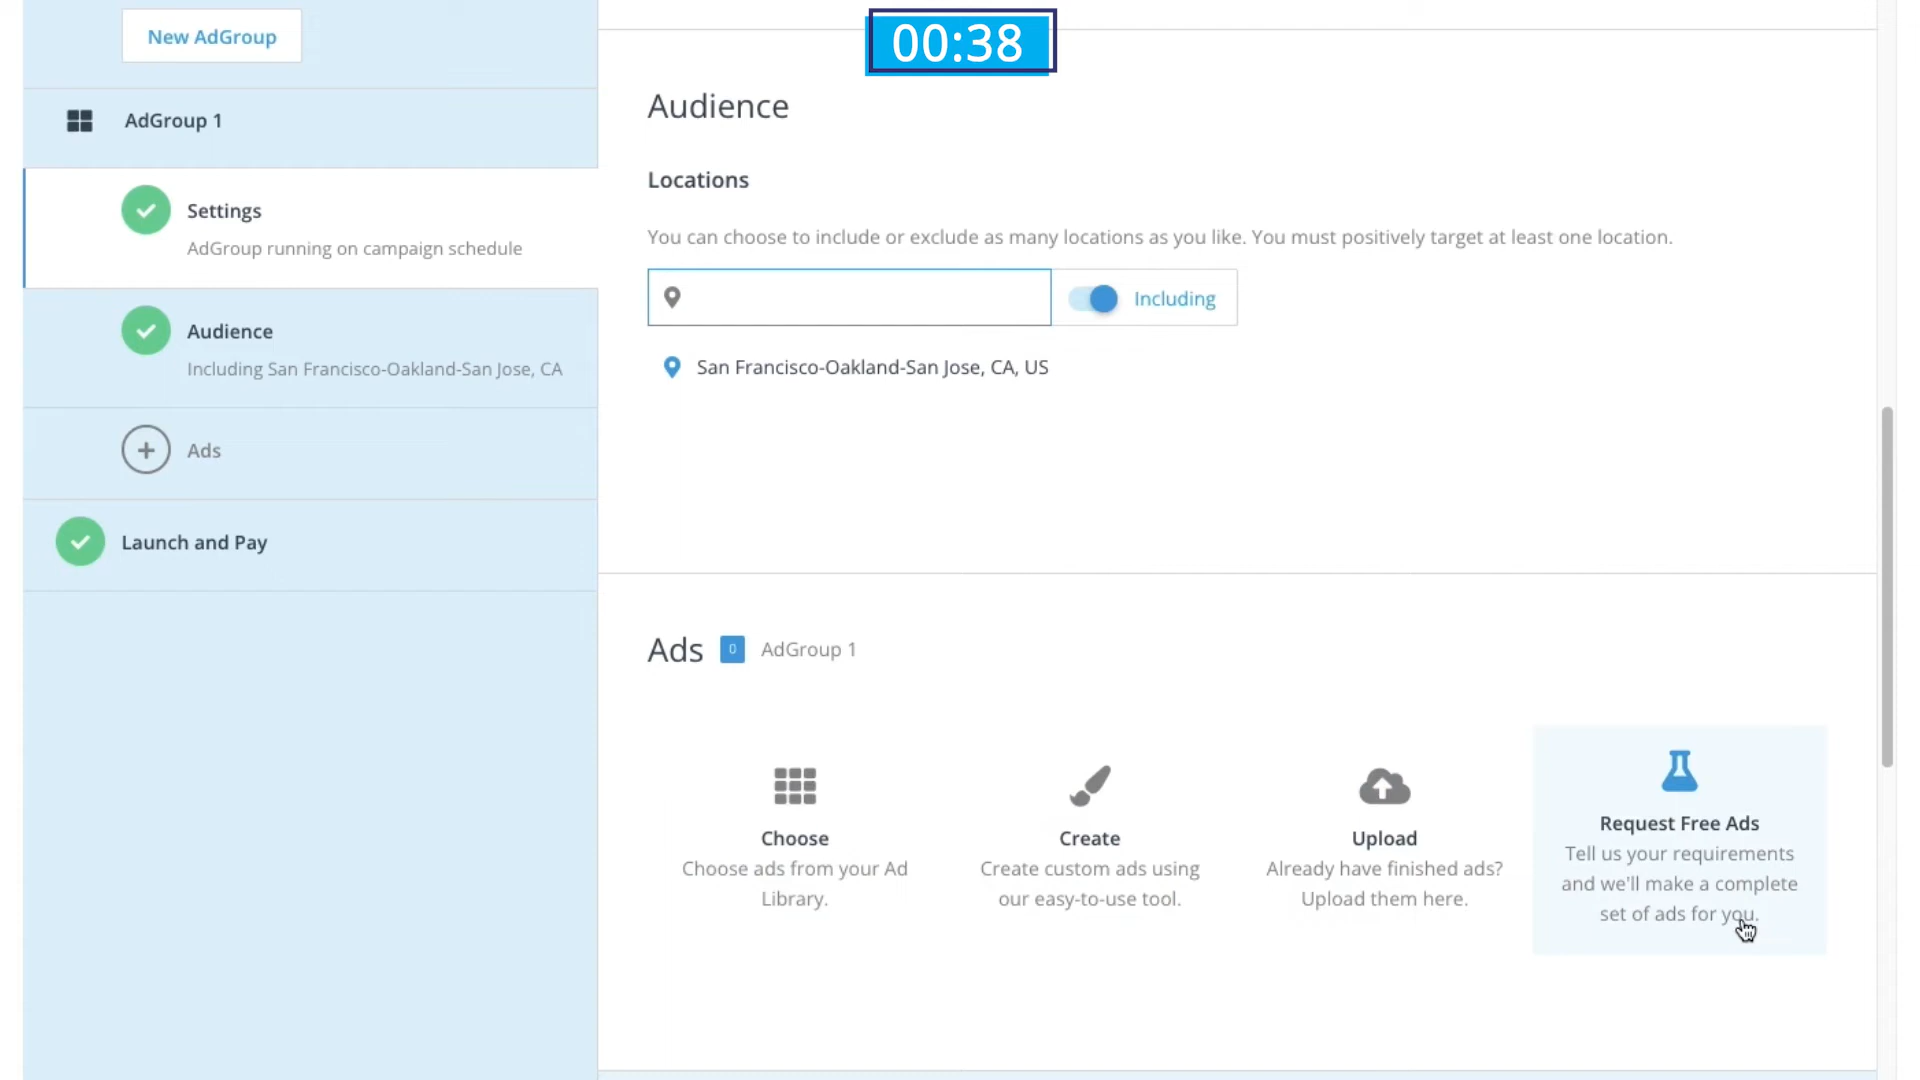 New AdGroup
00:38
AdGroup 1
Settings
AdGroup running on campaign schedule
Audience
Including San Francisco-Oakland-San Jose, CA
Ads
Launch and Pay
Audience
Locations
You can choose to include or exclude as many locations as you like. You must positively target at least one location.
Including
San Francisco-Oakland-San Jose, CA, US
Ads 0 AdGroup 1
Choose
Choose ads from your Ad
Library.
Create
Create custom ads using
our easy-to-use tool.
Upload
Already have finished ads?
Upload them here.
Request Free Ads
Tell us your requirements
and we'll make a complete
set of ads for you.